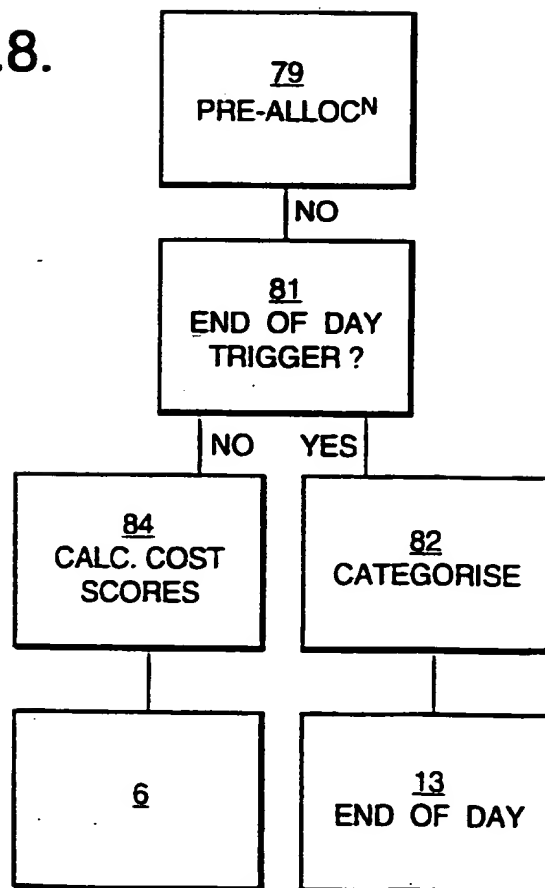 .8.
79
PRE-ALLOCN
NO
81
END OF DAY
TRIGGER ?
NO YES
84
CALC. COST
SCORES
82
CATEGORISE
6
13
END OF DAY